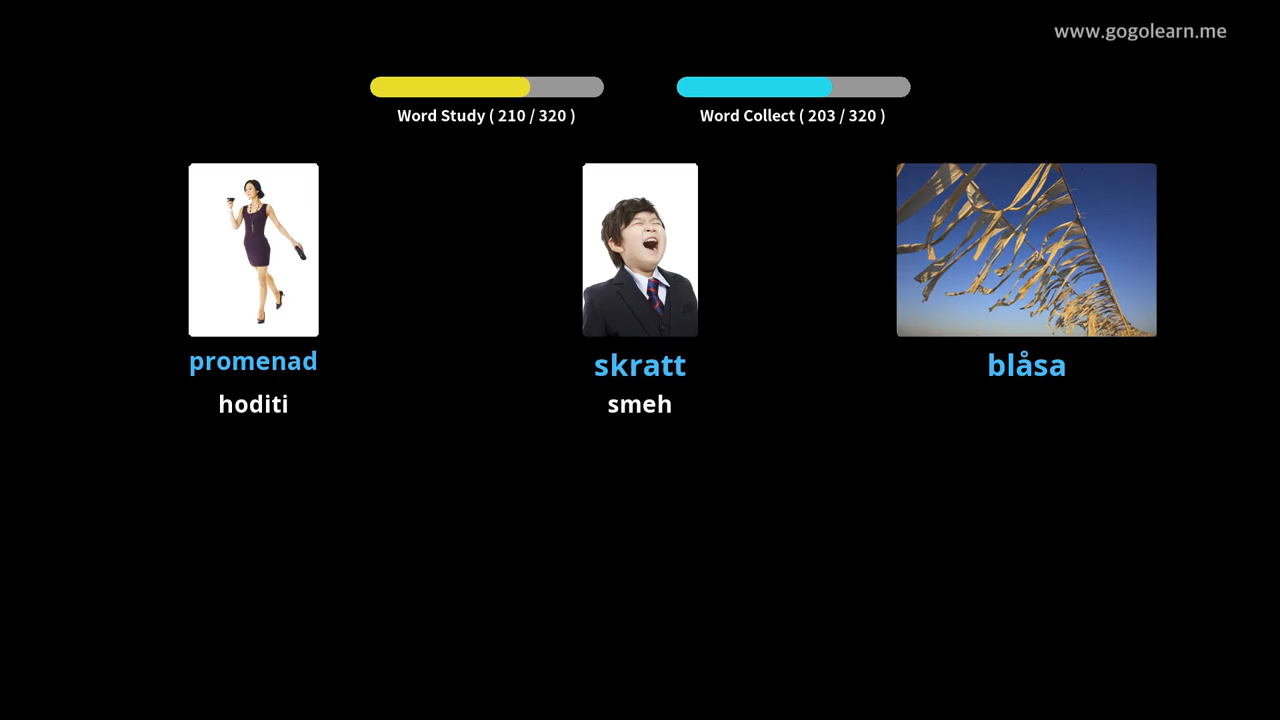 www.gogolearn.me
Word Study ( 210 / 320 )
Word Collect ( 203 / 320 )
promenad
skratt
blåsa
hoditi
smeh